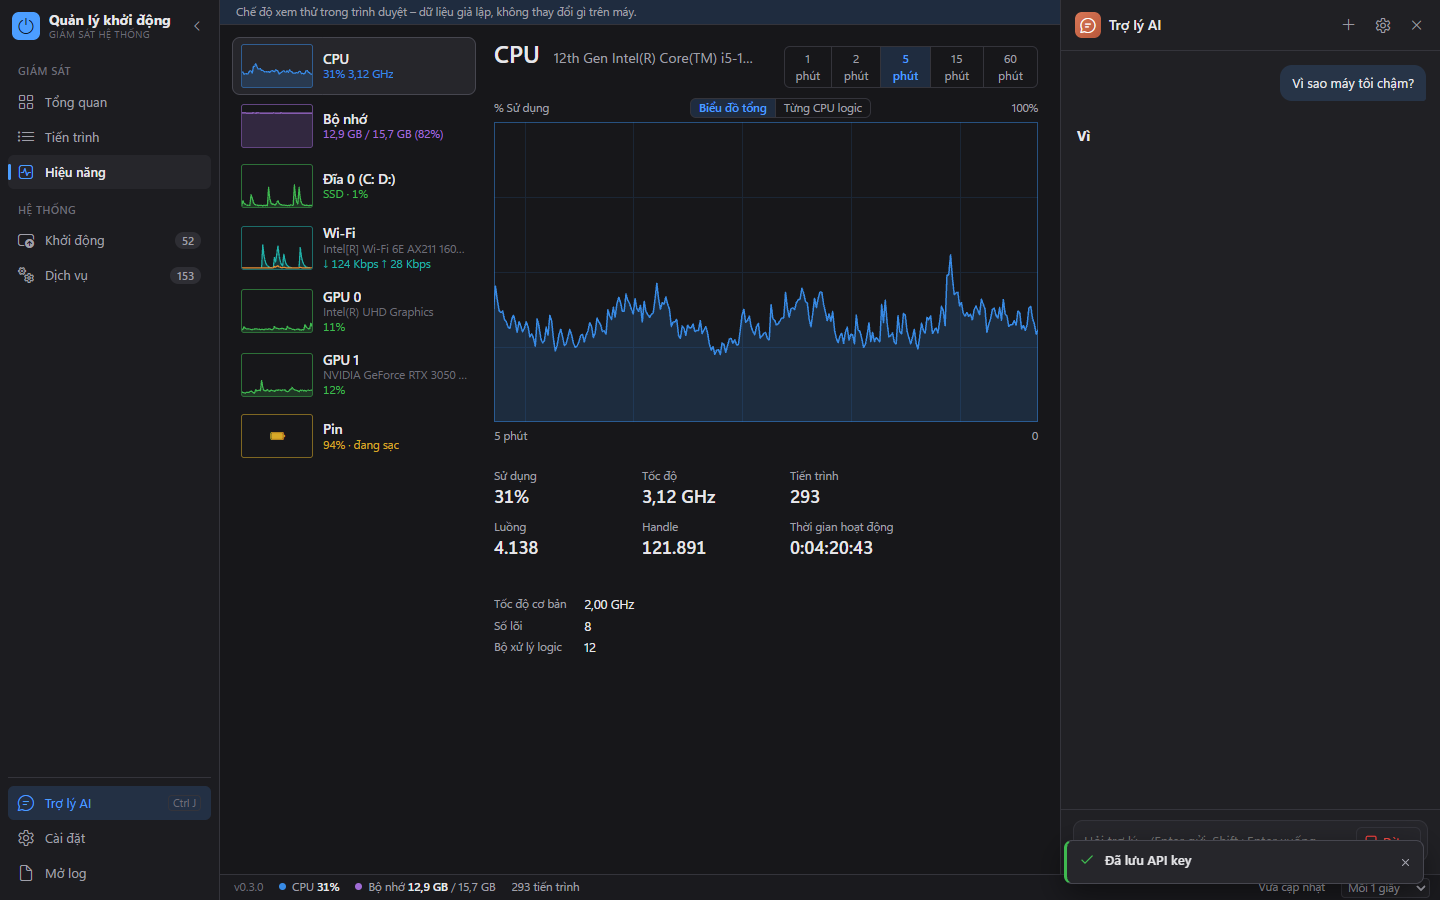 Quản lý khởi động
GIÁM SÁT HỆ THỐNG
GIÁM SÁT
Tổng quan
Tiến trình
Hiệu năng
HỆ THỐNG
Khởi động 52
Dịch vụ 153
Trợ lý AI Ctrl J
Cài đặt
Mở log
Chế độ xem thử trong trình duyệt – dữ liệu giả lập, không thay đổi gì trên máy.
CPU
31% 3,12 GHz
Bộ nhớ
12,9 GB / 15,7 GB (82%)
Đĩa 0 (C: D:)
SSD · 1%
Wi-Fi
Intel[R] Wi-Fi 6E AX211 160...
↓ 124 Kbps ↑ 28 Kbps
GPU 0
Intel(R) UHD Graphics
11%
GPU 1
NVIDIA GeForce RTX 3050 ...
12%
Pin
94% · đang sạc
CPU 12th Gen Intel(R) Core(TM) i5-1...
1 phút
2 phút
5 phút
15 phút
60 phút
% Sử dụng
Biểu đồ tổng
Từng CPU logic
100%
5 phút
0
Sử dụng
31%
Tốc độ
3,12 GHz
Tiến trình
293
Luồng
4.138
Handle
121.891
Thời gian hoạt động
0:04:20:43
Tốc độ cơ bản 2,00 GHz
Số lõi 8
Bộ xử lý logic 12
Trợ lý AI
Vì sao máy tôi chậm?
Vì
Đã lưu API key
v0.3.0
CPU 31%
Bộ nhớ 12,9 GB / 15,7 GB
293 tiến trình
Vừa cập nhật
Mỗi 1 giây